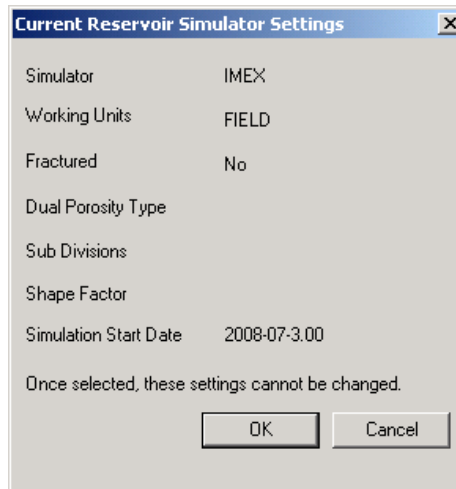 Current Reservoir Simulator Settings
Simulator IMEX
Working Units FIELD
Fractured No
Dual Porosity Type
Sub Divisions
Shape Factor
Simulation Start Date 2008-07-3.00
Once selected, these settings cannot be changed.
OK Cancel